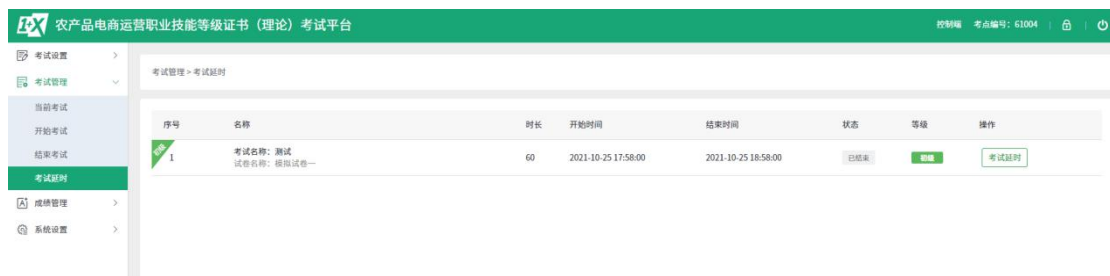 1+X 农产品电商运营职业技能等级证书（理论）考试平台 控制端 考点编号：61004
考试设置
考试管理
当前考试
开始考试
结束考试
考试延时
成绩管理
系统设置
考试管理 > 考试延时
序号 名称 时长 开始时间 结束时间 状态 等级 操作
初级 1 考试名称：测试 60 2021-10-25 17:58:00 2021-10-25 18:58:00 已结束 初级 考试延时
试卷名称：模拟试卷一